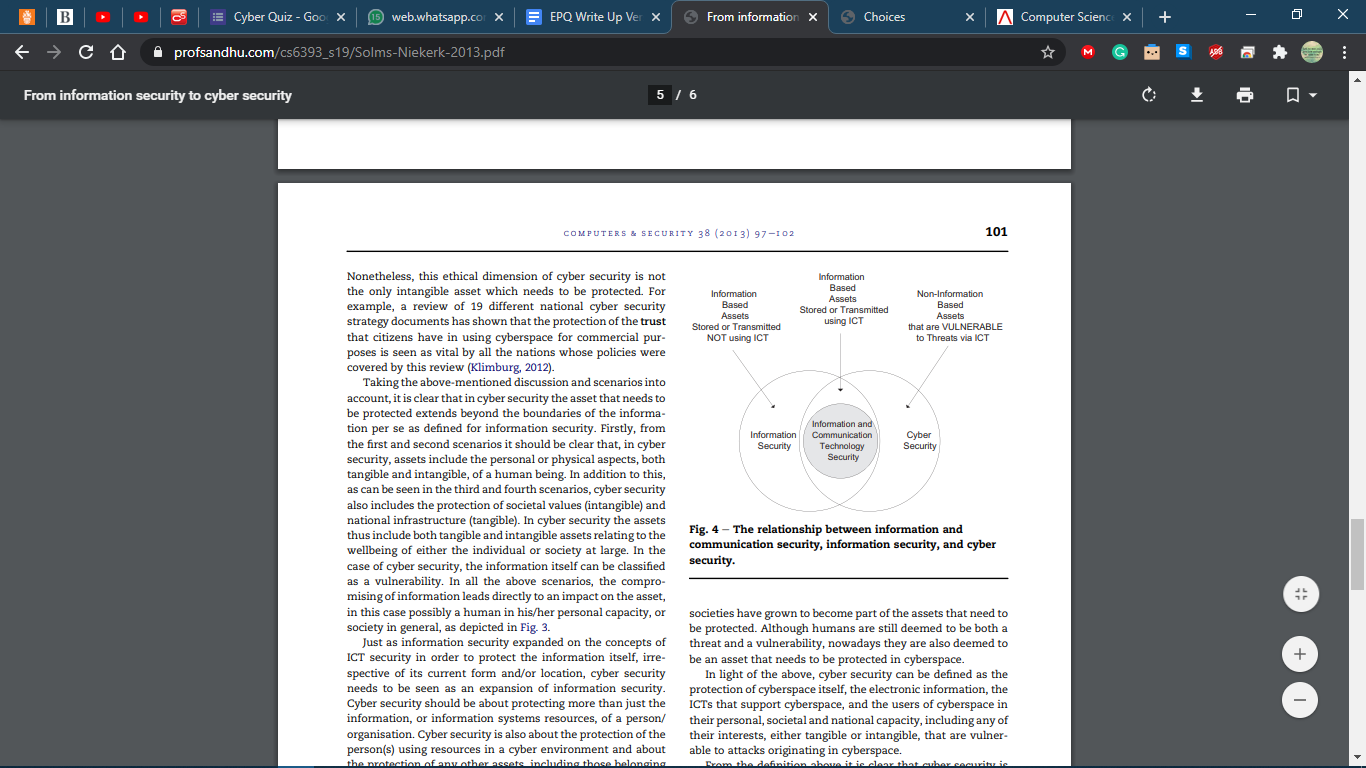 Cyber Quiz - Goo
web.whatsapp.co
EPQ Write Up Ver
From information
Choices
Computer Science
profsandhu.com/cs6393_s19/Solms-Niekerk-2013.pdf
From information security to cyber security
5 / 6
COMPUTERS & SECURITY 38 (2013) 97–102
101
Nonetheless, this ethical dimension of cyber security is not
the only intangible asset which needs to be protected. For
example, a review of 19 different national cyber security
strategy documents has shown that the protection of the trust
that citizens have in using cyberspace for commercial pur-
poses is seen as vital by all the nations whose policies were
covered by this review (Klimburg, 2012).
Taking the above-mentioned discussion and scenarios into
account, it is clear that in cyber security the asset that needs to
be protected extends beyond the boundaries of the informa-
tion per se as defined for information security. Firstly, from
the first and second scenarios it should be clear that, in cyber
security, assets include the personal or physical aspects, both
tangible and intangible, of a human being. In addition to this,
as can be seen in the third and fourth scenarios, cyber security
also includes the protection of societal values (intangible) and
national infrastructure (tangible). In cyber security the assets
thus include both tangible and intangible assets relating to the
wellbeing of either the individual or society at large. In the
case of cyber security, the information itself can be classified
as a vulnerability. In all the above scenarios, the compro-
mising of information leads directly to an impact on the asset,
in this case possibly a human in his/her personal capacity, or
society in general, as depicted in Fig. 3.
Just as information security expanded on the concepts of
ICT security in order to protect the information itself, irre-
spective of its current form and/or location, cyber security
needs to be seen as an expansion of information security.
Cyber security should be about protecting more than just the
information, or information systems resources, of a person/
organisation. Cyber security is also about the protection of the
person(s) using resources in a cyber environment and about
the protection of any other assets, including those belonging
Information
Based
Assets
Stored or Transmitted
NOT using ICT
Information
Based
Assets
Stored or Transmitted
using ICT
Non-Information
Based
Assets
that are VULNERABLE
to Threats via ICT
Information
Security
Information and
Communication
Technology
Security
Cyber
Security
Fig. 4 – The relationship between information and
communication security, information security, and cyber
security.
societies have grown to become part of the assets that need to
be protected. Although humans are still deemed to be both a
threat and a vulnerability, nowadays they are also deemed to
be an asset that needs to be protected in cyberspace.
In light of the above, cyber security can be defined as the
protection of cyberspace itself, the electronic information, the
ICTs that support cyberspace, and the users of cyberspace in
their personal, societal and national capacity, including any of
their interests, either tangible or intangible, that are vulner-
able to attacks originating in cyberspace.
From the definition above it is clear that cyber security is